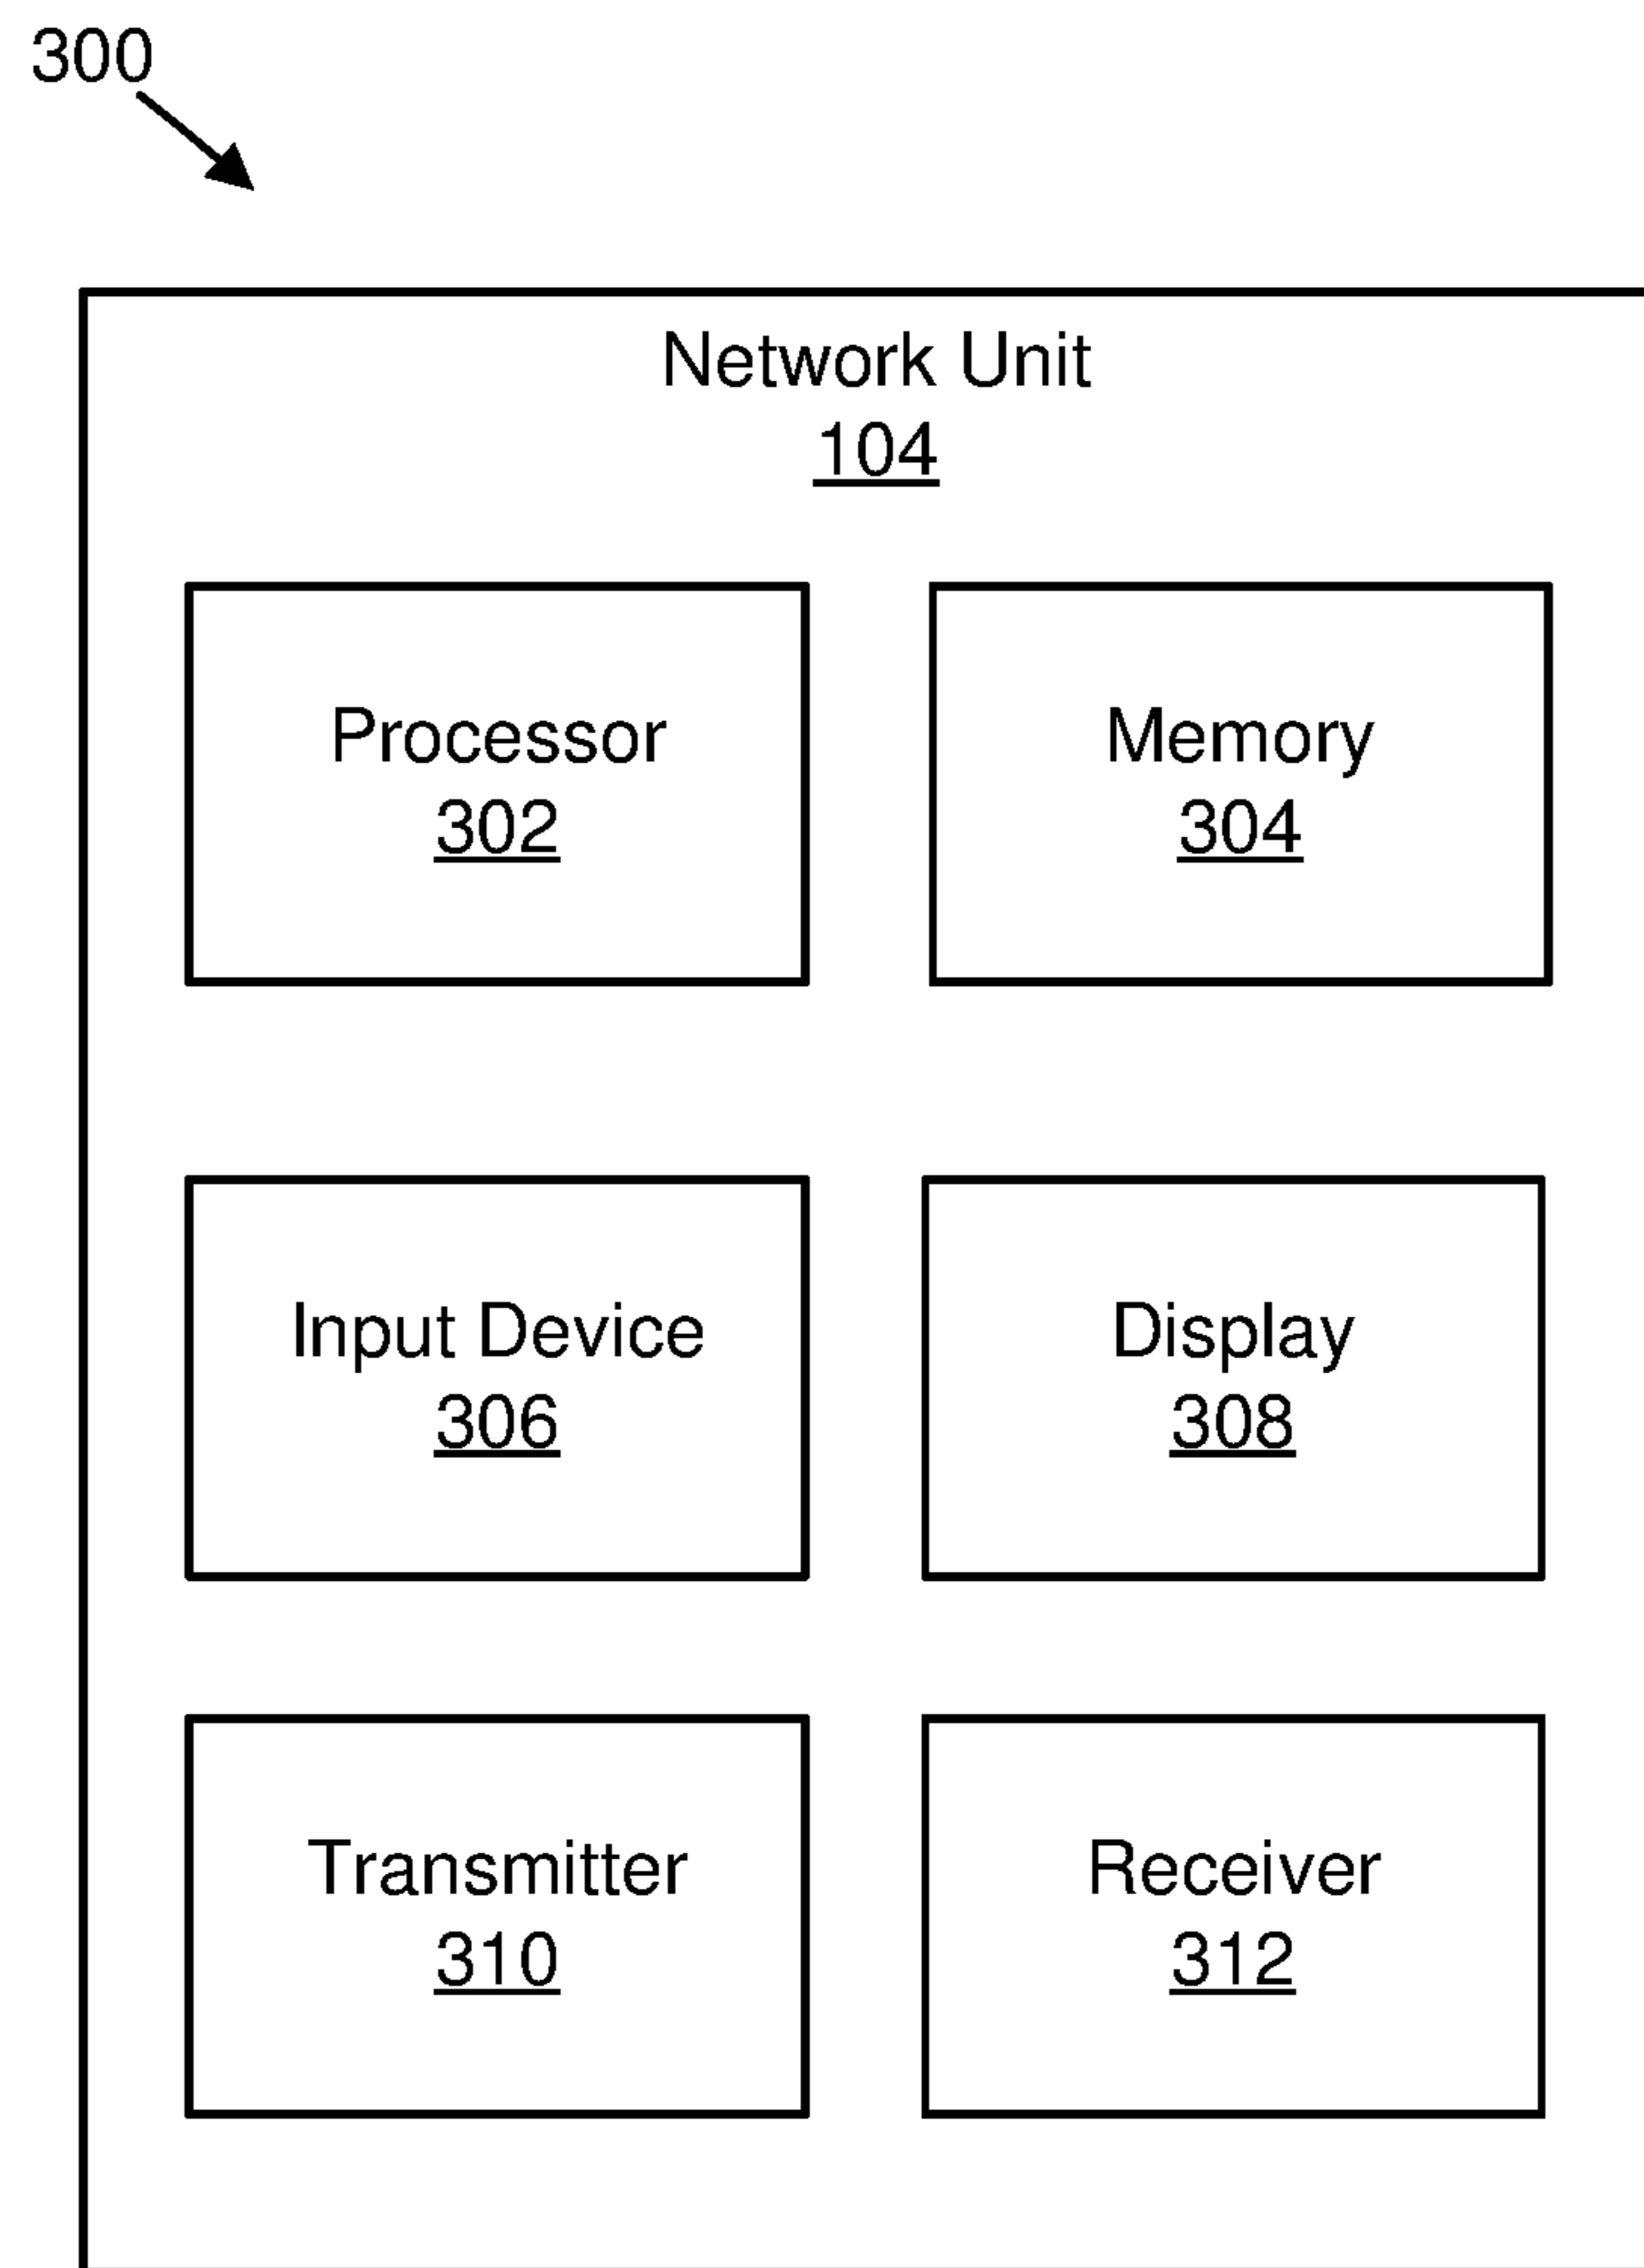 300
Network Unit
104
Processor
302
Memory
304
Input Device
306
Display
308
Transmitter
310
Receiver
312